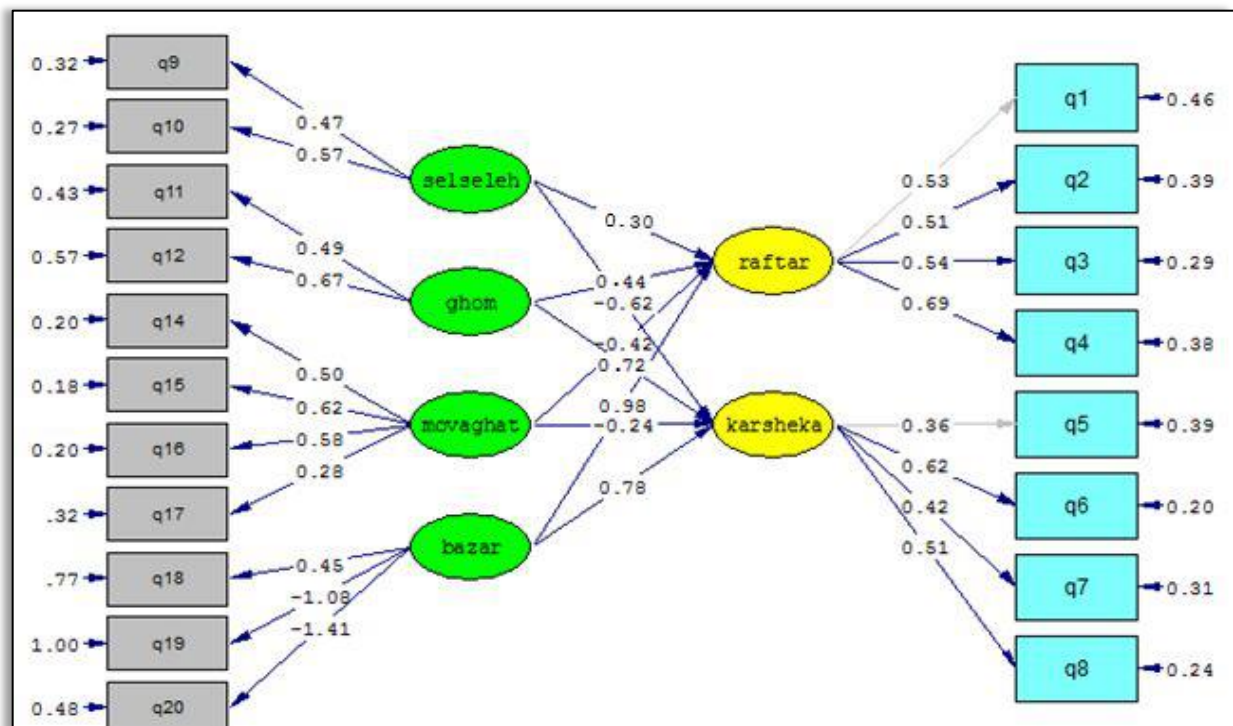 0.32 q9
0.27 q10
0.43 q11
0.57 q12
0.20 q14
0.18 q15
0.20 q16
.32 q17
.77 q18
1.00 q19
0.48 q20
0.47
0.57
0.49
0.67
0.50
0.62
0.58
0.28
0.45
-1.08
-1.41
selseleh
ghom
movaghat
bazar
0.30
0.44
-0.62
-0.42
0.72
0.98
-0.24
0.78
raftar
karsheka
0.53
0.51
0.54
0.69
0.36
0.62
0.42
0.51
q1 0.46
q2 0.39
q3 0.29
q4 0.38
q5 0.39
q6 0.20
q7 0.31
q8 0.24